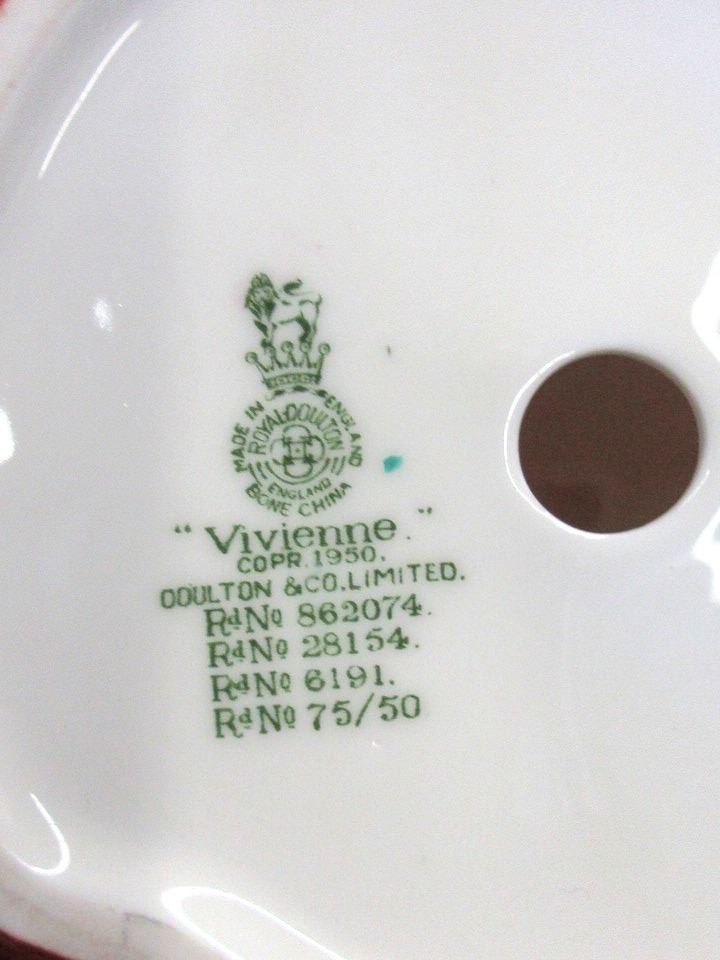 MADE IN ENGLAND
ROYAL DOULTON
ENGLAND
BONE CHINA
"Vivienne."
COPR.1950.
DOULTON & CO. LIMITED.
Rd No 862074.
Rd No 28154.
Rd No 6191.
Rd No 75/50